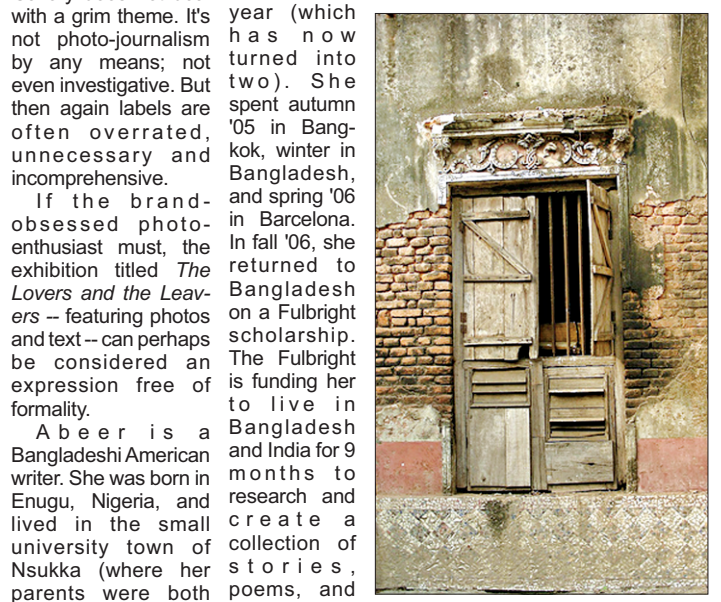 with a grim theme. It's
not photo-journalism
by any means; not
even investigative. But
then again labels are
often overrated,
unnecessary and
incomprehensive.
If the brand-
obsessed photo-
enthusiast must, the
exhibition titled The
Lovers and the Leav-
ers -- featuring photos
and text -- can perhaps
be considered an
expression free of
formality.
Abeer is a
Bangladeshi American
writer. She was born in
Enugu, Nigeria, and
lived in the small
university town of
Nsukka (where her
parents were both
year (which
has now
turned into
two). She
spent autumn
'05 in Bang-
kok, winter in
Bangladesh,
and spring '06
in Barcelona.
In fall '06, she
returned to
Bangladesh
on a Fulbright
scholarship.
The Fulbright
is funding her
to live in
Bangladesh
and India for 9
months to
research and
create a
collection of
stories,
poems, and